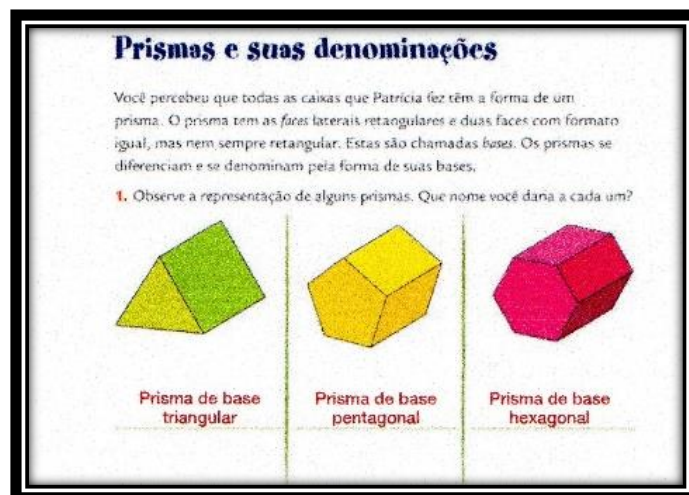 Prismas e suas denominações
Você percebeu que todas as caixas que Patrícia fez têm a forma de um
prisma. O prisma tem as faces laterais retangulares e duas faces com formato
igual, mas nem sempre retangular. Estas são chamadas bases. Os prismas se
diferenciam e se denominam pela forma de suas bases.
1. Observe a representação de alguns prismas. Que nome você daria a cada um?
Prisma de base
triangular
Prisma de base
pentagonal
Prisma de base
hexagonal